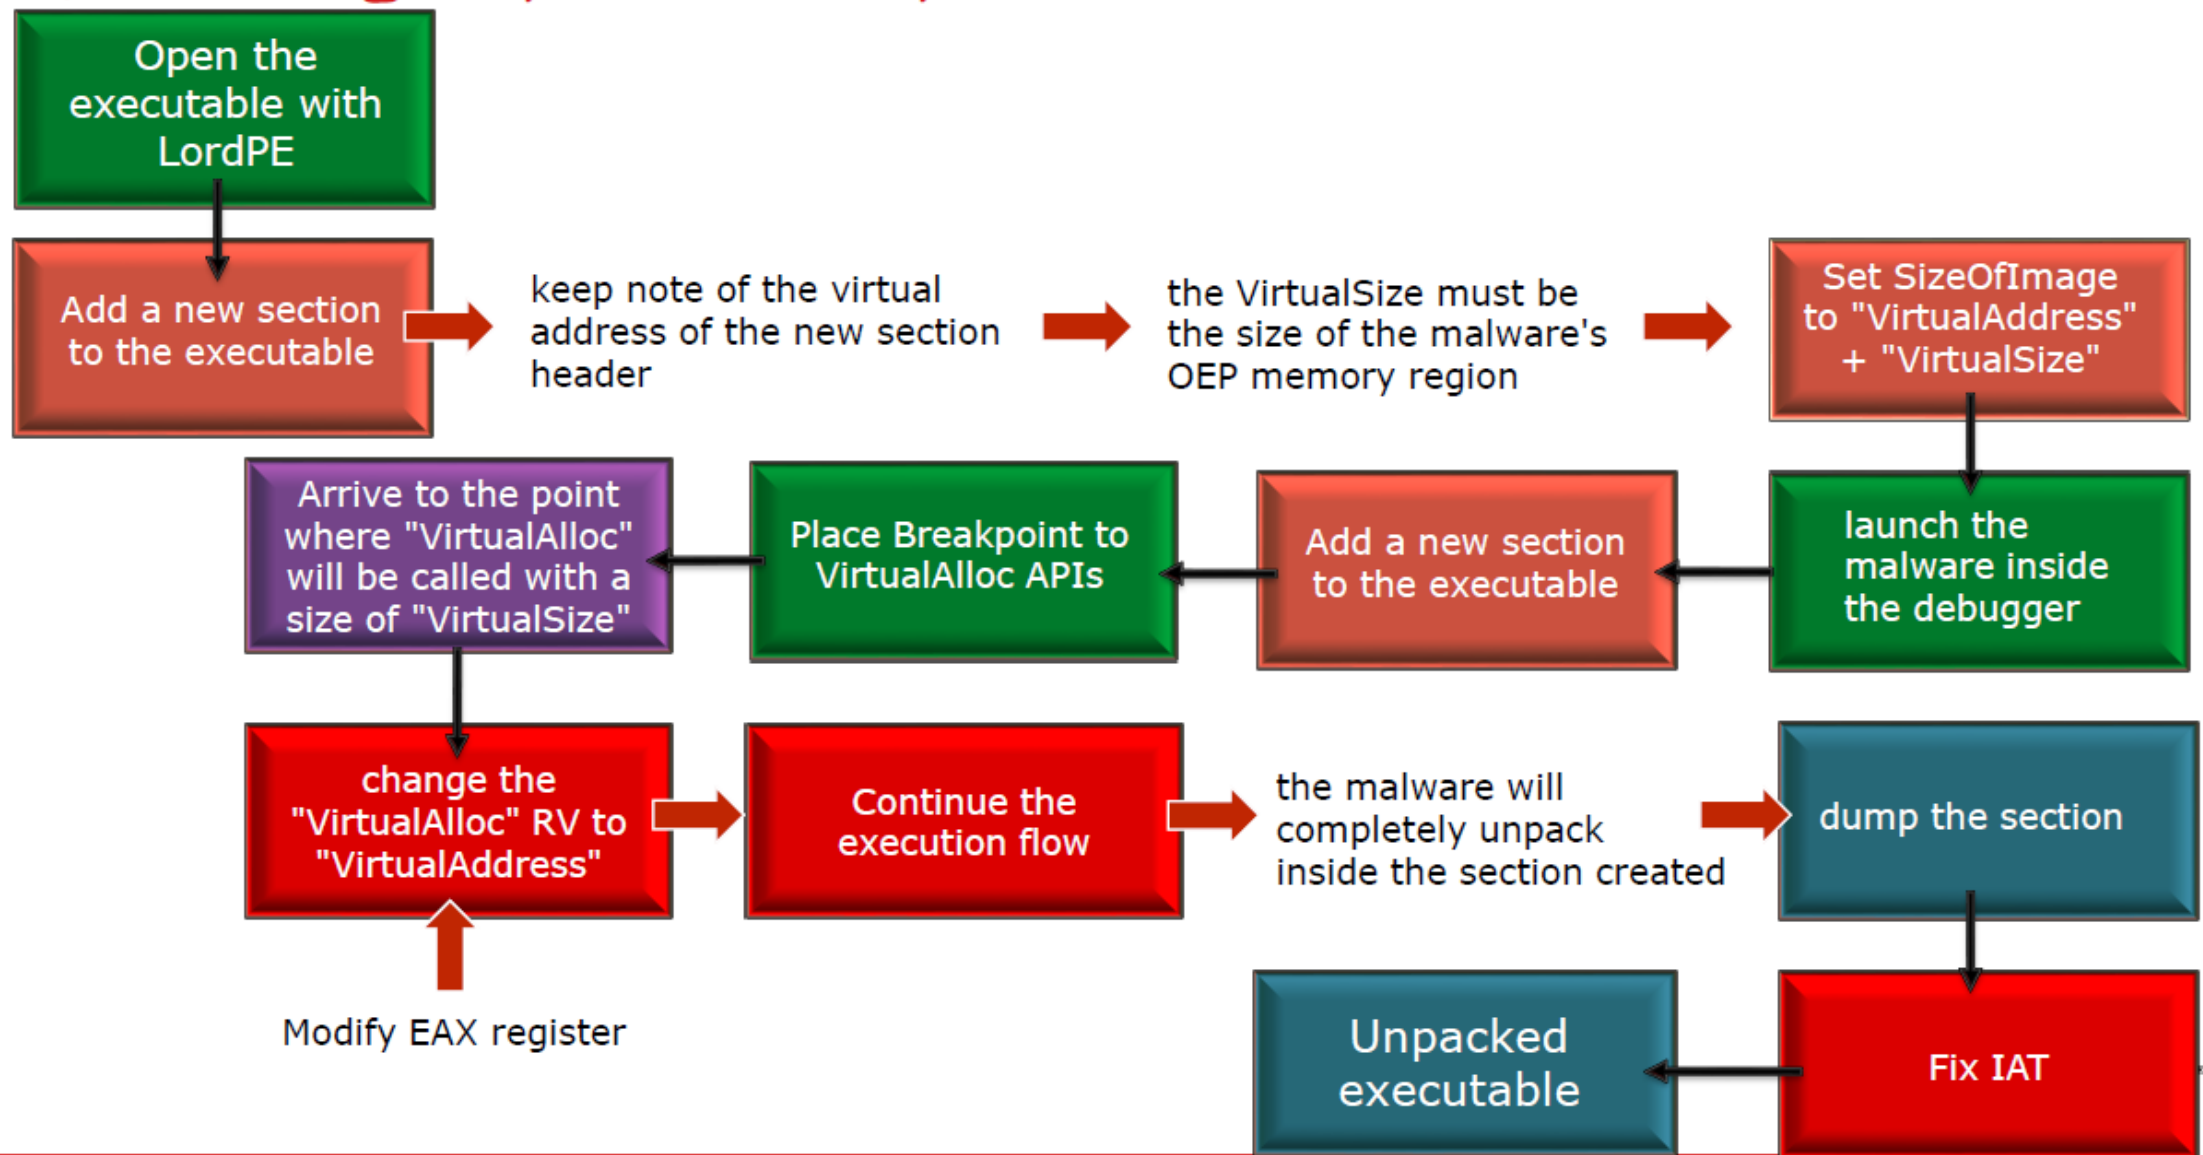 Open the
executable with
LordPE
Add a new section
to the executable
keep note of the virtual
address of the new section
header
the VirtualSize must be
the size of the malware's
OEP memory region
Set SizeOfImage
to "VirtualAddress"
+ "VirtualSize"
launch the
malware inside
the debugger
Add a new section
to the executable
Place Breakpoint to
VirtualAlloc APIs
Arrive to the point
where "VirtualAlloc"
will be called with a
size of "VirtualSize"
change the
"VirtualAlloc" RV to
"VirtualAddress"
Modify EAX register
Continue the
execution flow
the malware will
completely unpack
inside the section created
dump the section
Fix IAT
Unpacked
executable